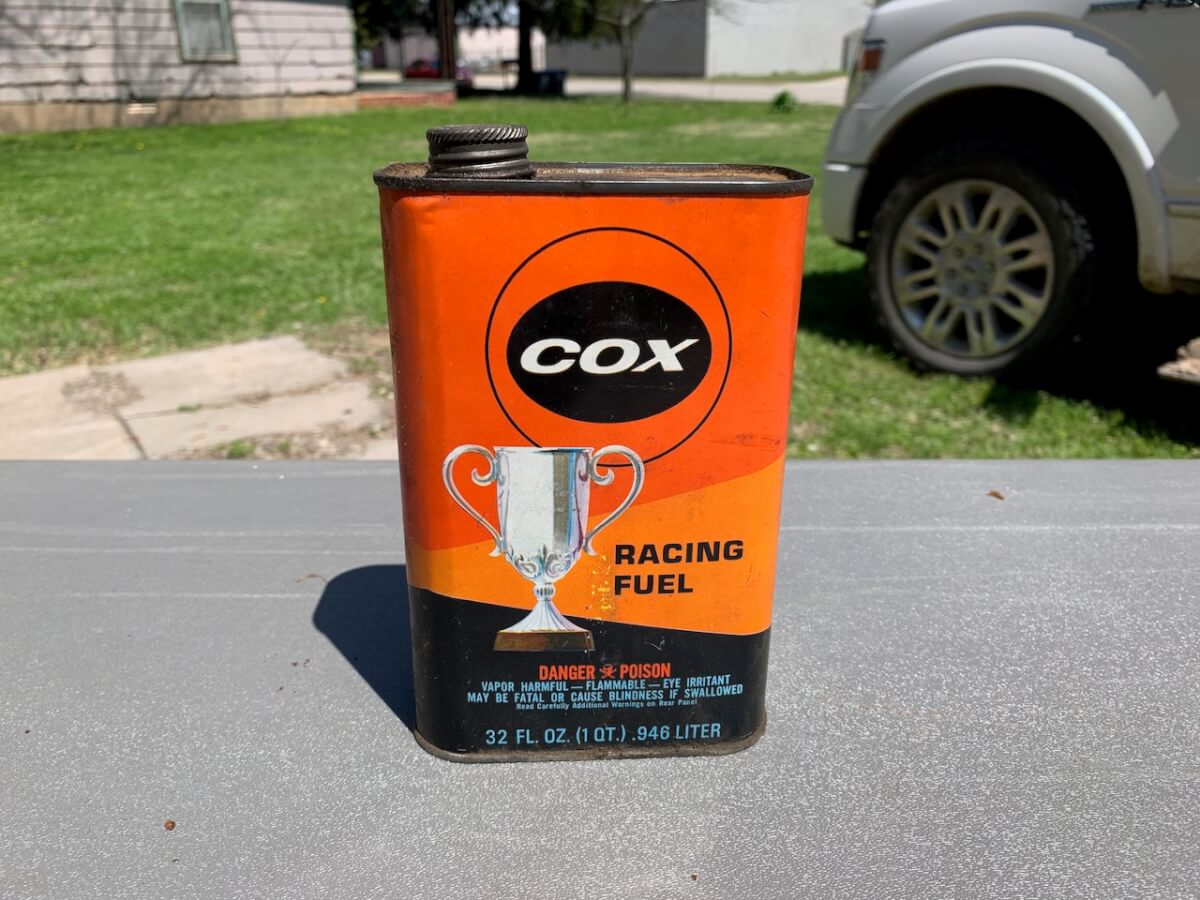 COX
RACING
FUEL
DANGER ☠ POISON
VAPOR HARMFUL — FLAMMABLE — EYE IRRITANT
MAY BE FATAL OR CAUSE BLINDNESS IF SWALLOWED
Read Carefully Additional Warnings on Rear Panel
32 FL. OZ. (1 QT.) .946 LITER